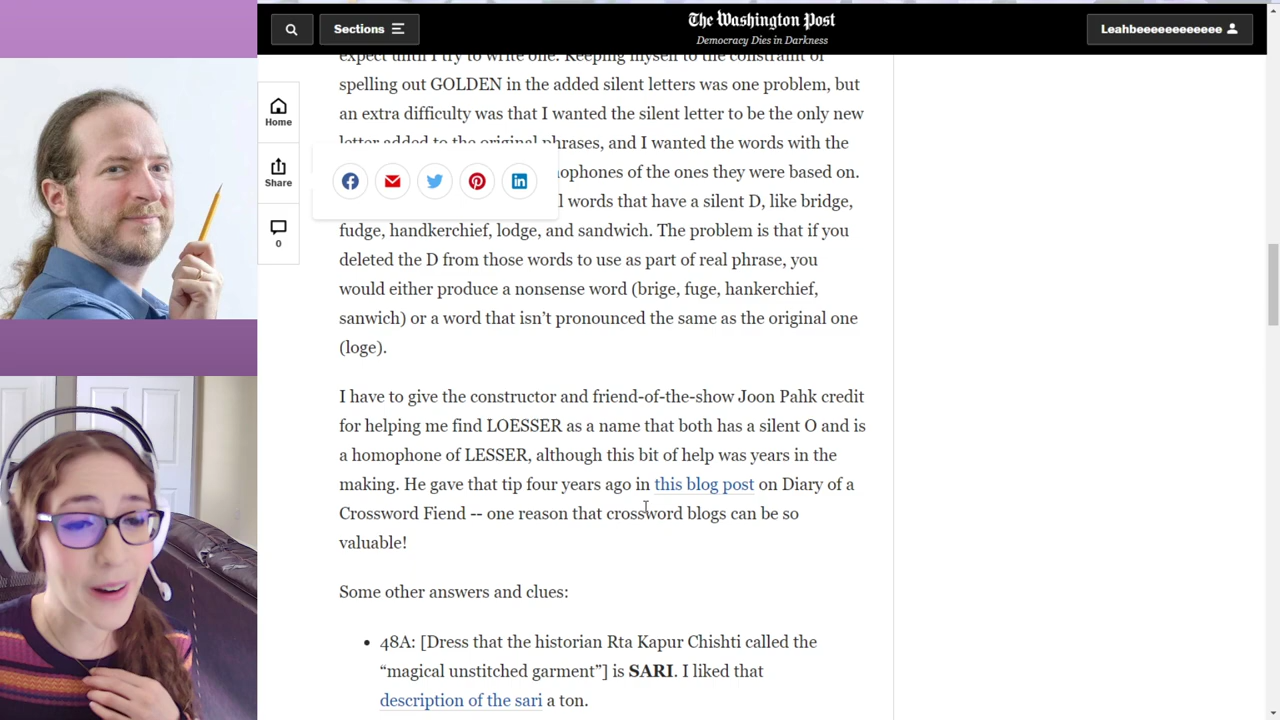 The Washington Post
Democracy Dies in Darkness
Sections
Leahbeeeeeeeeeeee
Home
Share
0
expect until I try to write one. Keeping myself to the constraint of
spelling out GOLDEN in the added silent letters was one problem, but
an extra difficulty was that I wanted the silent letter to be the only new
letter added to the original phrases, and I wanted the words with the
ophones of the ones they were based on.
words that have a silent D, like bridge,
fudge, handkerchief, lodge, and sandwich. The problem is that if you
deleted the D from those words to use as part of real phrase, you
would either produce a nonsense word (brige, fuge, hankerchief,
sanwich) or a word that isn’t pronounced the same as the original one
(loge).
I have to give the constructor and friend-of-the-show Joon Pahk credit
for helping me find LOESSER as a name that both has a silent O and is
a homophone of LESSER, although this bit of help was years in the
making. He gave that tip four years ago in this blog post on Diary of a
Crossword Fiend -- one reason that crossword blogs can be so
valuable!
Some other answers and clues:
• 48A: [Dress that the historian Rta Kapur Chishti called the
“magical unstitched garment”] is SARI. I liked that
description of the sari a ton.